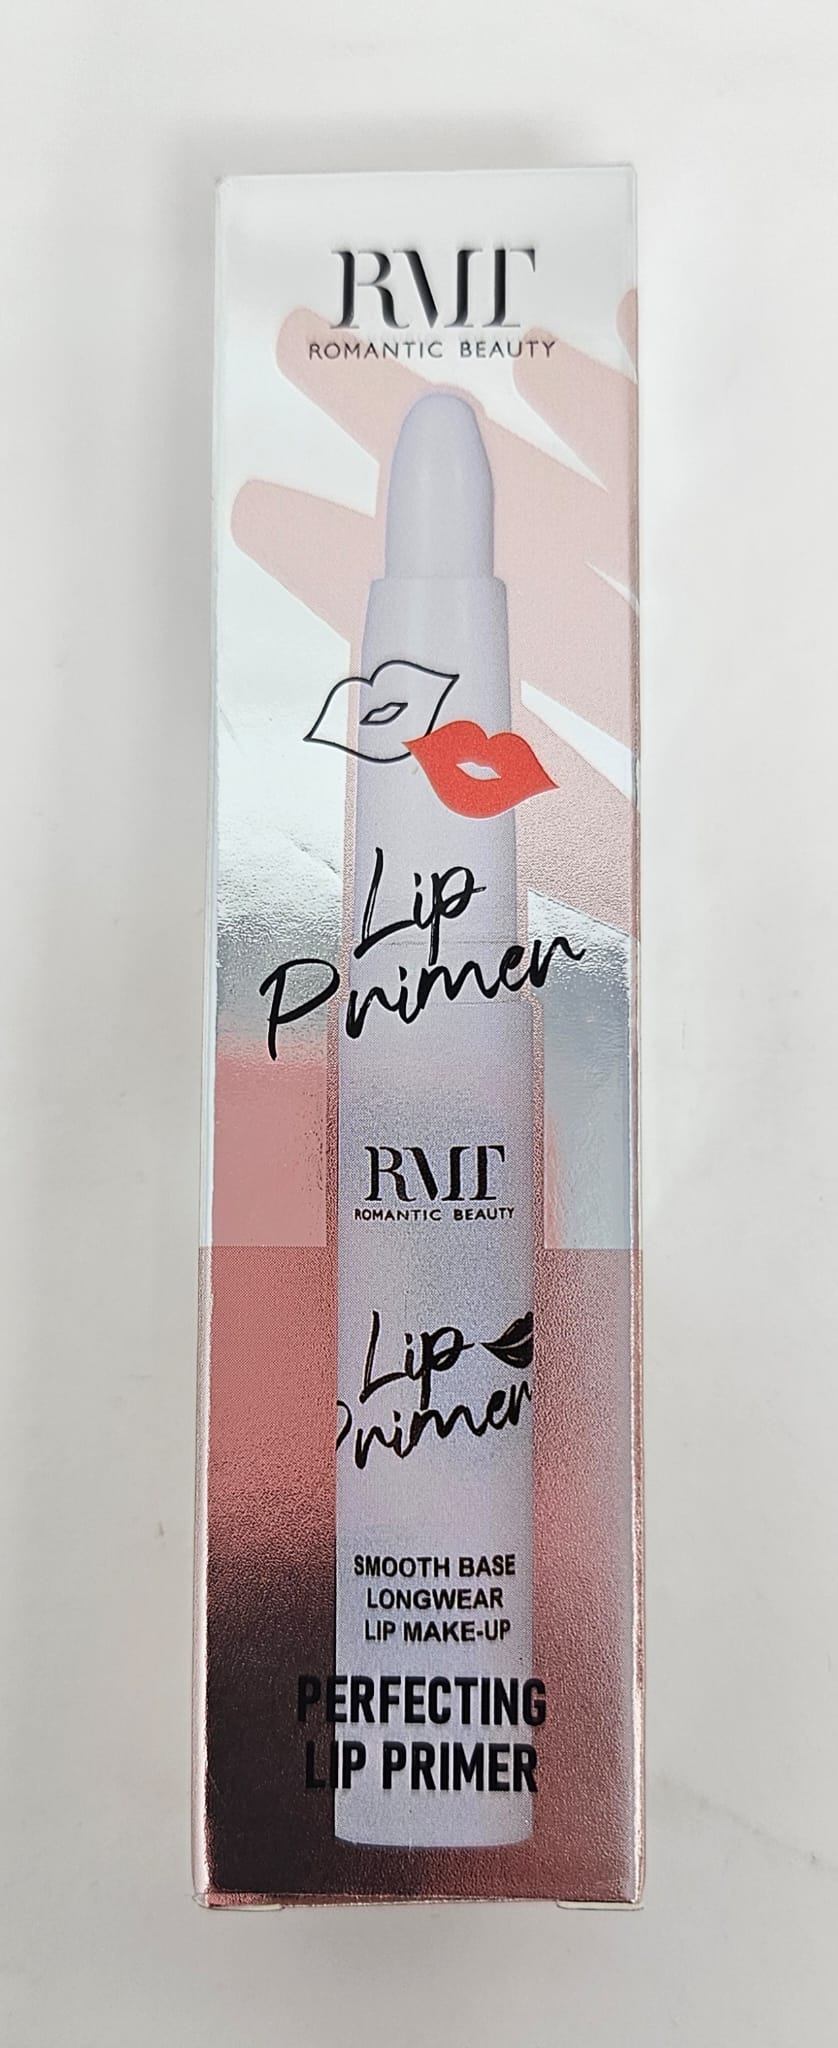 RMT
ROMANTIC BEAUTY
Lip
Primer
RMT
ROMANTIC BEAUTY
Lip
Primer
SMOOTH BASE
LONGWEAR
LIP MAKE-UP
PERFECTING
LIP PRIMER